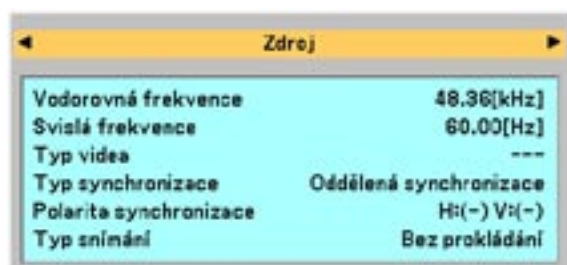 Zdroj
Vodorovná frekvence 48.36[kHz]
Svislá frekvence 60.00[Hz]
Typ videa ---
Typ synchronizace Oddělená synchronizace
Polarita synchronizace H:(-) V:(-)
Typ snímání Bez prokládání